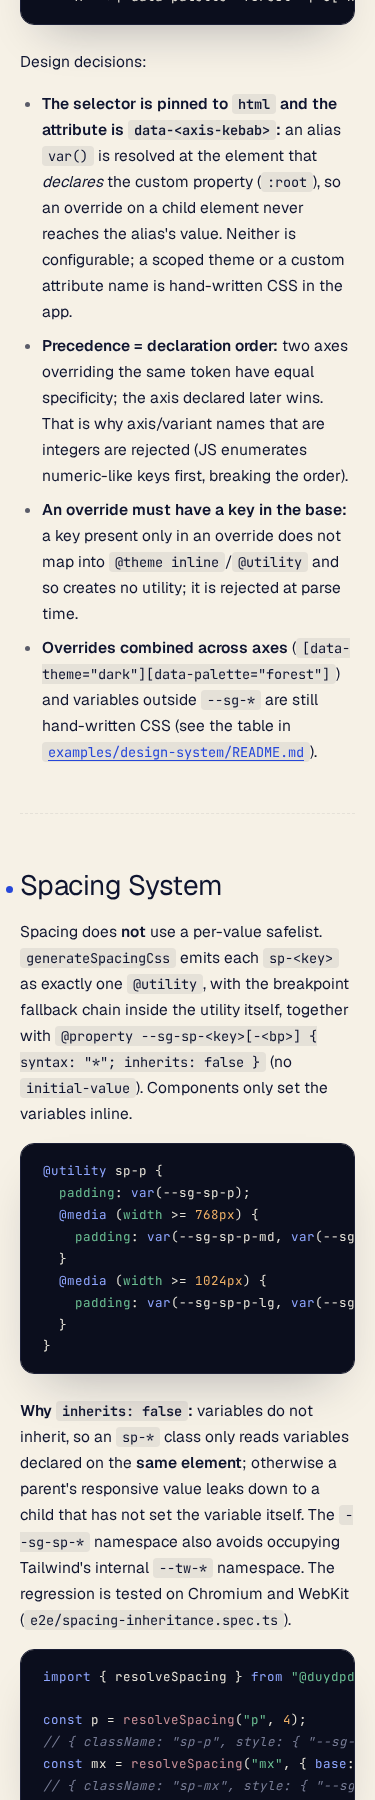 Design decisions:
The selector is pinned to html and the
attribute is data-<axis-kebab>: an alias
var() is resolved at the element that
declares the custom property (:root), so
an override on a child element never
reaches the alias's value. Neither is
configurable; a scoped theme or a custom
attribute name is hand-written CSS in the
app.
Precedence = declaration order: two axes
overriding the same token have equal
specificity; the axis declared later wins.
That is why axis/variant names that are
integers are rejected (JS enumerates
numeric-like keys first, breaking the order).
An override must have a key in the base:
a key present only in an override does not
map into @theme inline/@utility and
so creates no utility; it is rejected at parse
time.
Overrides combined across axes ([data-
theme="dark"][data-palette="forest"])
and variables outside --sg-* are still
hand-written CSS (see the table in
examples/design-system/README.md).
Spacing System
Spacing does not use a per-value safelist.
generateSpacingCss emits each sp-<key>
as exactly one @utility, with the breakpoint
fallback chain inside the utility itself, together
with @property --sg-sp-<key>[-<bp>] {
syntax: "*"; inherits: false } (no
initial-value). Components only set the
variables inline.
@utility sp-p {
padding: var(--sg-sp-p);
@media (width >= 768px) {
padding: var(--sg-sp-p-md, var(--sg
}
@media (width >= 1024px) {
padding: var(--sg-sp-p-lg, var(--sg
}
}
Why inherits: false: variables do not
inherit, so an sp-* class only reads variables
declared on the same element; otherwise a
parent's responsive value leaks down to a
child that has not set the variable itself. The -
-sg-sp-* namespace also avoids occupying
Tailwind's internal --tw-* namespace. The
regression is tested on Chromium and WebKit
(e2e/spacing-inheritance.spec.ts).
import { resolveSpacing } from "@duydpd
const p = resolveSpacing("p", 4);
// { className: "sp-p", style: { "--sg-
const mx = resolveSpacing("mx", { base:
// { className: "sp-mx", style: { "--sg